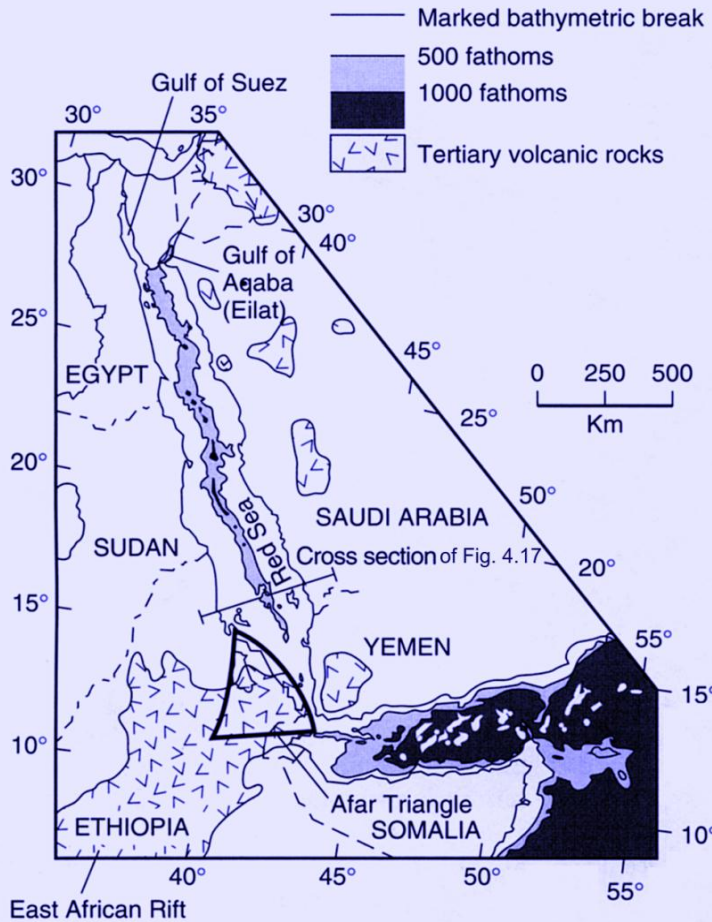 Marked bathymetric break
500 fathoms
1000 fathoms
Tertiary volcanic rocks
Gulf of Suez
30°
35°
30°
30°
40°
Gulf of
Aqaba
(Eilat)
25°
45°
0 250 500
Km
EGYPT
25°
20°
50°
SAUDI ARABIA
Red Sea
SUDAN
Cross section of Fig. 4.17
20°
15°
YEMEN
55°
15°
10°
Afar Triangle
ETHIOPIA
SOMALIA
10°
40°
45°
50°
55°
East African Rift